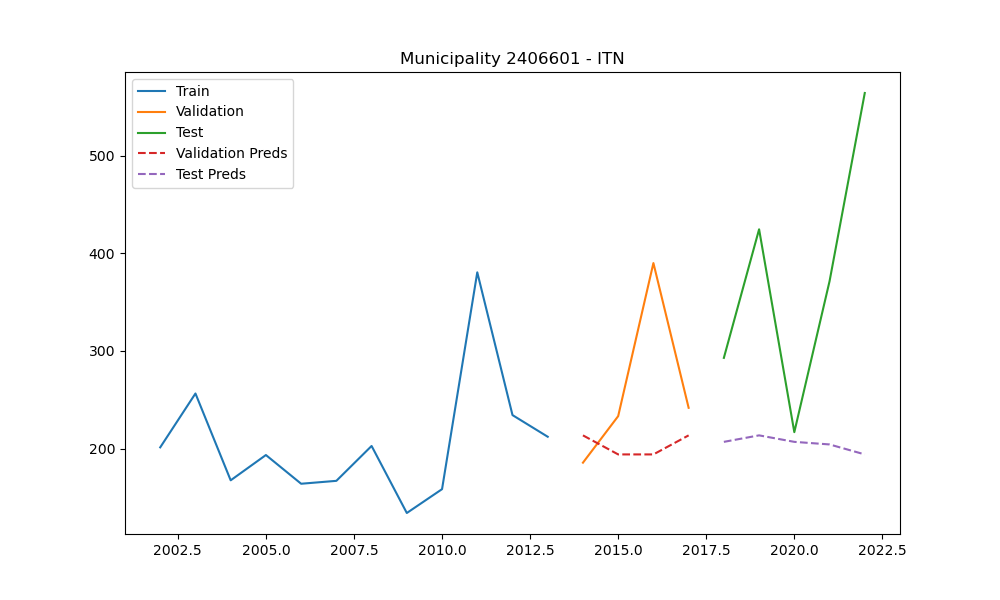 Municipality 2406601 - ITN
Train
Validation
Test
Validation Preds
Test Preds
500
400
300
200
2002.5 2005.0 2007.5 2010.0 2012.5 2015.0 2017.5 2020.0 2022.5